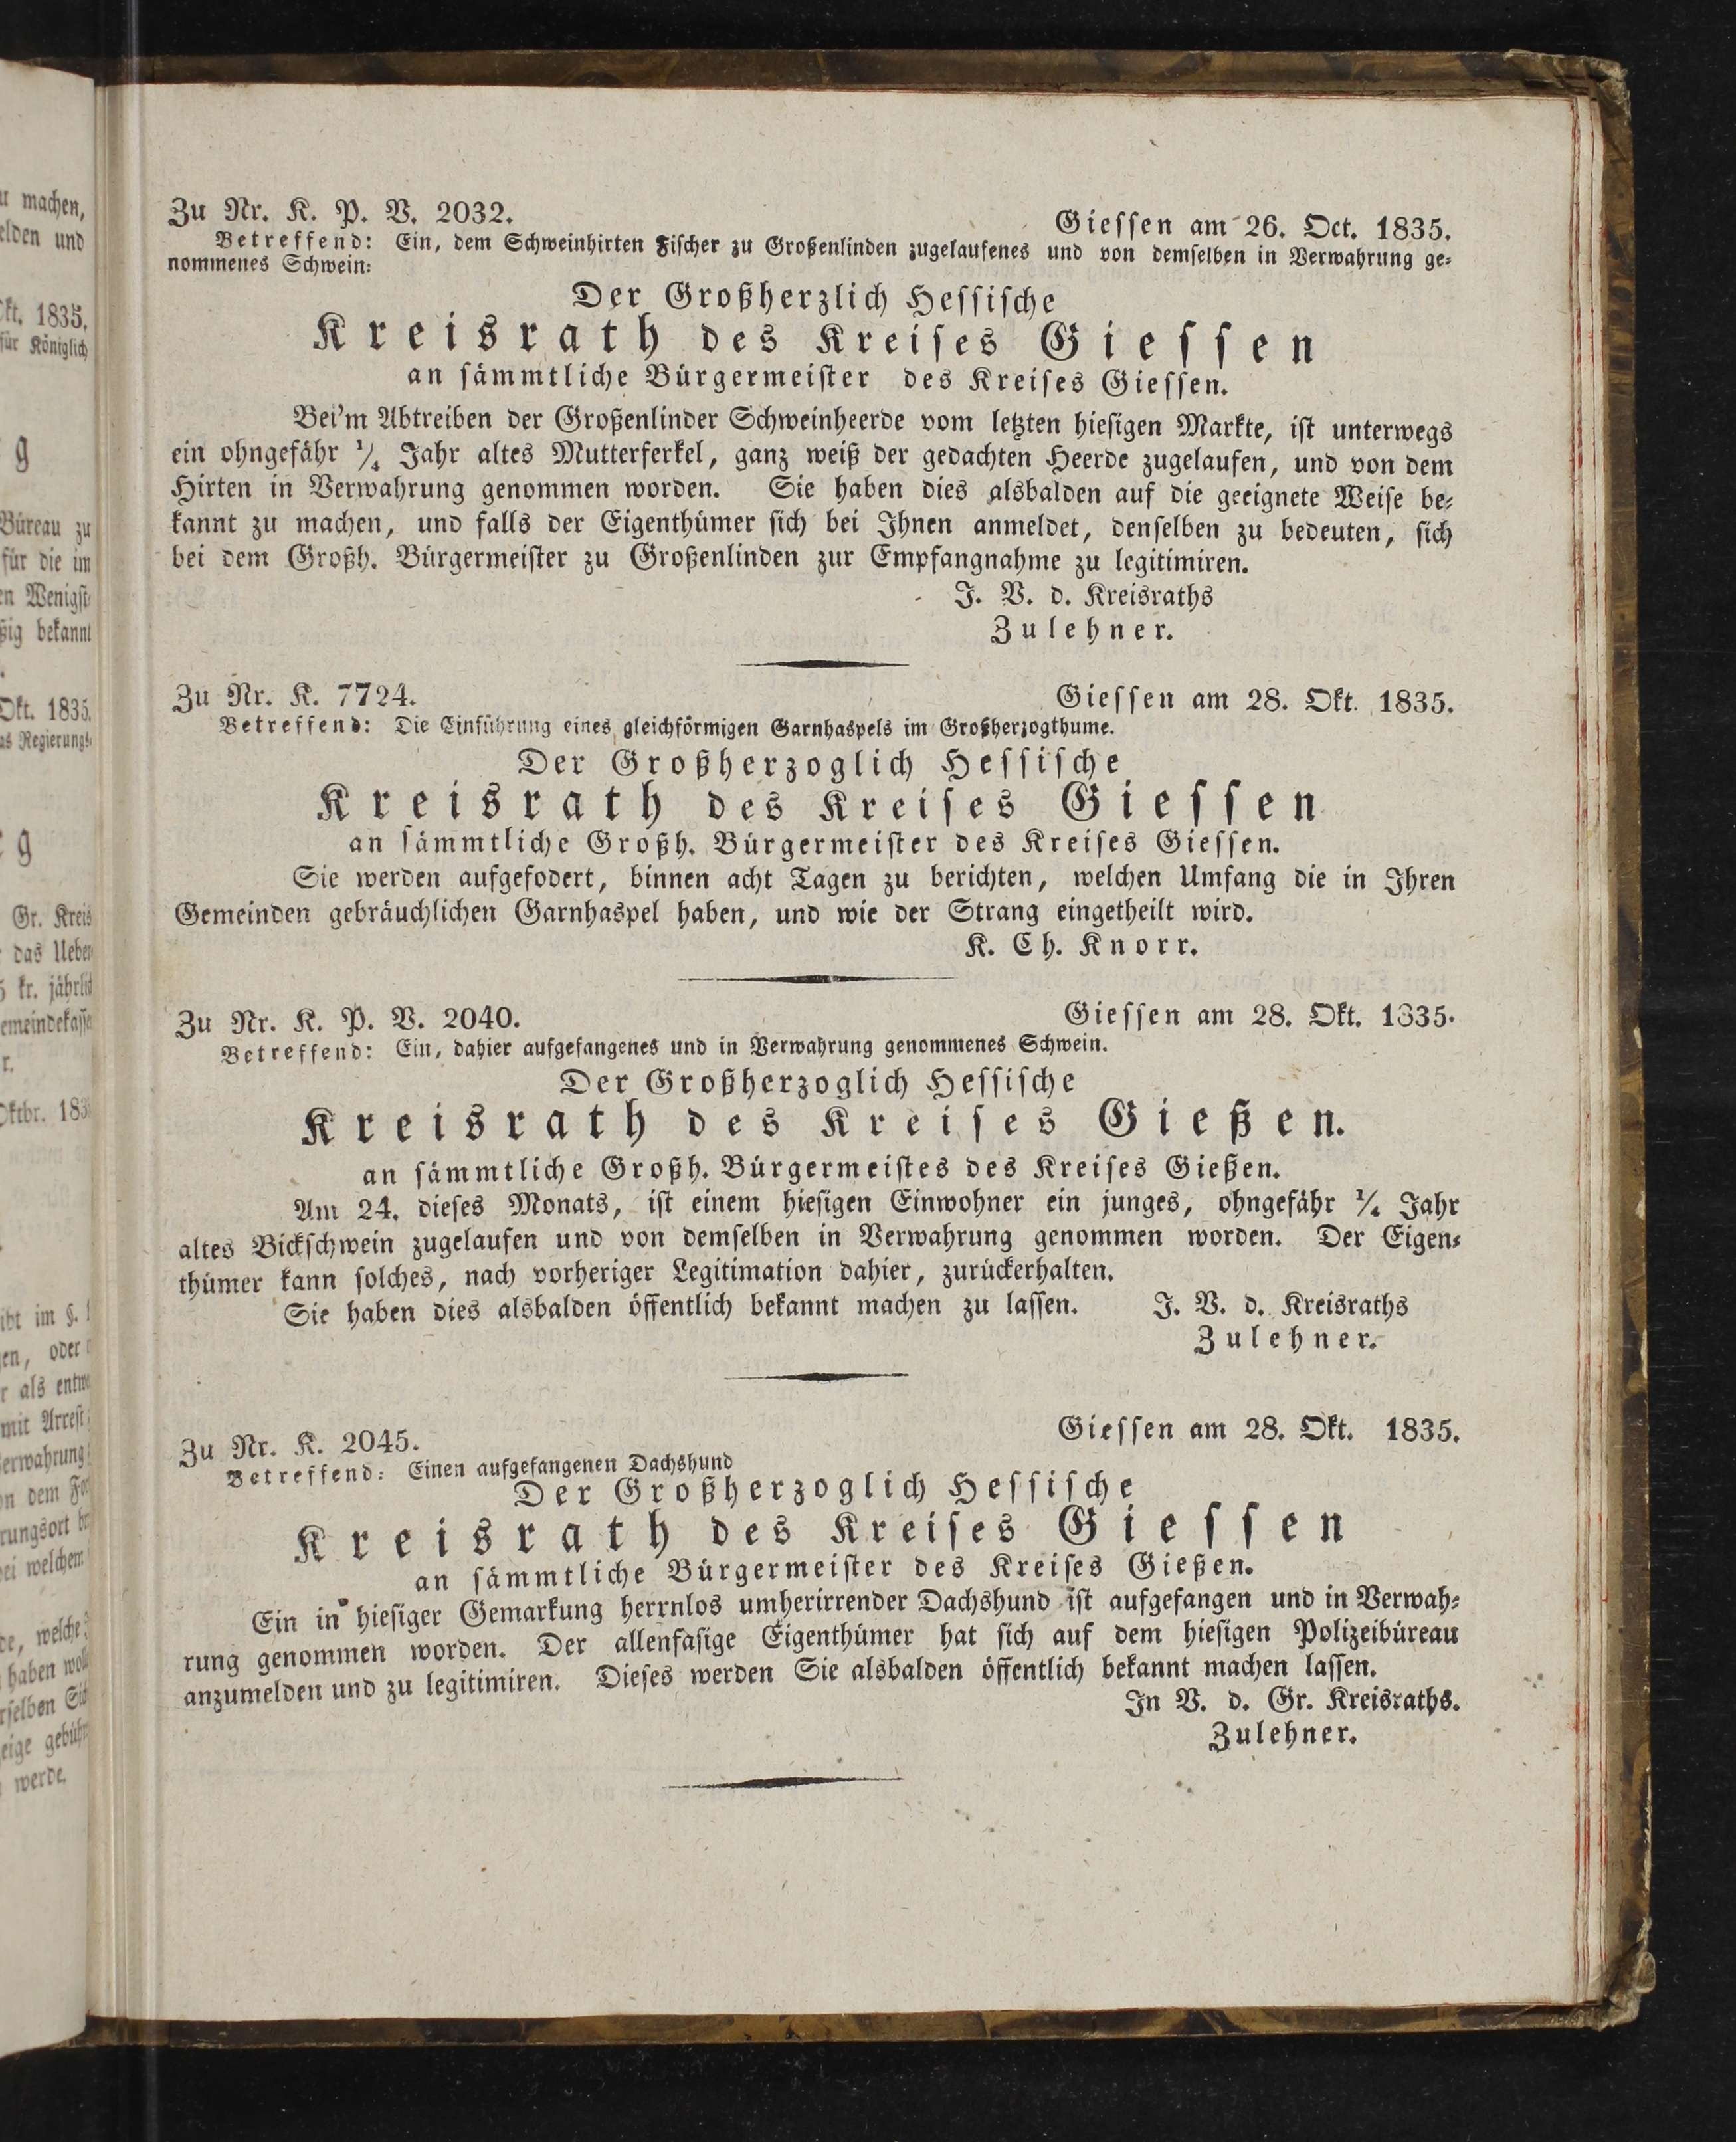 Zu Nr. K. P. V. 2032.
Giessen am 26. Oct. 1835.
Betreffend: Ein, dem Schweinhirten Fischer zu Großenlinden zugelaufenes und von demselben in Verwahrung ge-
nommenes Schwein:
Der Großherzlich Hessische
Kreisrath des Kreises Giessen
an sämmtliche Bürgermeister des Kreises Giessen.
Bei'm Abtreiben der Großenlinder Schweinheerde vom letzten hiesigen Markte, ist unterwegs
ein ohngefähr 1/4 Jahr altes Mutterferkel, ganz weiß der gedachten Heerde zugelaufen, und von dem
Hirten in Verwahrung genommen worden. Sie haben dies alsbalden auf die geeignete Weise be-
kannt zu machen, und falls der Eigenthümer sich bei Ihnen anmeldet, denselben zu bedeuten, sich
bei dem Großh. Bürgermeister zu Großenlinden zur Empfangnahme zu legitimiren.
J. V. d. Kreisraths
Zulehner.
Zu Nr. K. 7724.
Giessen am 28. Okt. 1835.
Betreffend: Die Einführung eines gleichförmigen Garnhaspels im Großherzogthume.
Der Großherzoglich Hessische
Kreisrath des Kreises Giessen
an sämmtliche Großh. Bürgermeister des Kreises Giessen.
Sie werden aufgefodert, binnen acht Tagen zu berichten, welchen Umfang die in Ihren
Gemeinden gebräuchlichen Garnhaspel haben, und wie der Strang eingetheilt wird.
K. Ch. Knorr.
Zu Nr. K. P. V. 2040.
Giessen am 28. Okt. 1835.
Betreffend: Ein, dahier aufgefangenes und in Verwahrung genommenes Schwein.
Der Großherzoglich Hessische
Kreisrath des Kreises Gießen.
an sämmtliche Großh. Bürgermeistes des Kreises Gießen.
Am 24. dieses Monats, ist einem hiesigen Einwohner ein junges, ohngefähr 1/4 Jahr
altes Bickschwein zugelaufen und von demselben in Verwahrung genommen worden. Der Eigen-
thümer kann solches, nach vorheriger Legitimation dahier, zurückerhalten.
Sie haben dies alsbalden öffentlich bekannt machen zu lassen.
J. V. d. Kreisraths
Zulehner.
Zu Nr. K. 2045.
Giessen am 28. Okt. 1835.
Betreffend: Einen aufgefangenen Dachshund
Der Großherzoglich Hessische
Kreisrath des Kreises Giessen
an sämmtliche Bürgermeister des Kreises Gießen.
Ein in hiesiger Gemarkung herrnlos umherirrender Dachshund ist aufgefangen und in Verwah-
rung genommen worden. Der allenfasige Eigenthümer hat sich auf dem hiesigen Polizeibüreau
anzumelden und zu legitimiren. Dieses werden Sie alsbalden öffentlich bekannt machen lassen.
In V. d. Gr. Kreisraths.
Zulehner.